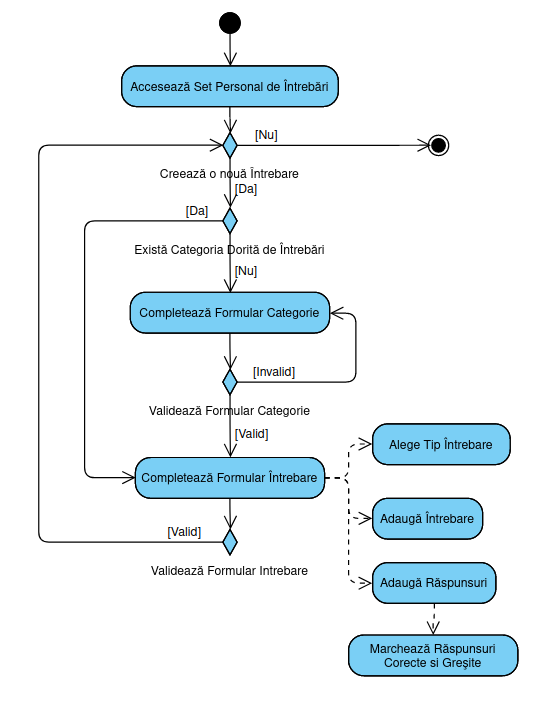 Accesează Set Personal de Întrebări
[Nu]
Creează o nouă Întrebare
[Da]
[Da]
Există Categoria Dorită de Întrebări
[Nu]
Completează Formular Categorie
[Invalid]
Validează Formular Categorie
[Valid]
Alege Tip Întrebare
Completează Formular Întrebare
Adaugă Întrebare
[Valid]
Validează Formular Intrebare
Adaugă Răspunsuri
Marchează Răspunsuri
Corecte si Greşite